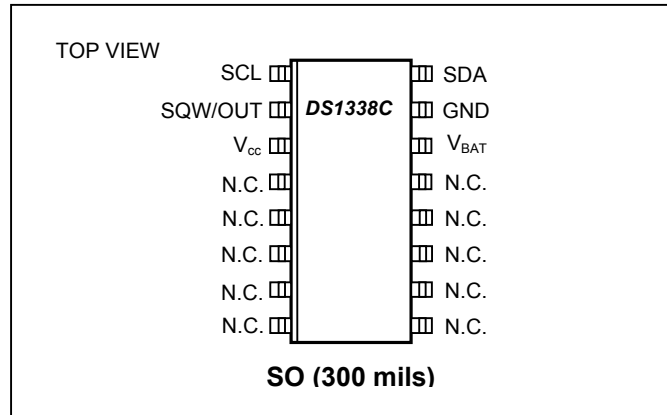 TOP VIEW
SCL SDA
SQW/OUT DS1338C GND
Vcc VBAT
N.C. N.C.
N.C. N.C.
N.C. N.C.
N.C. N.C.
N.C. N.C.
SO (300 mils)